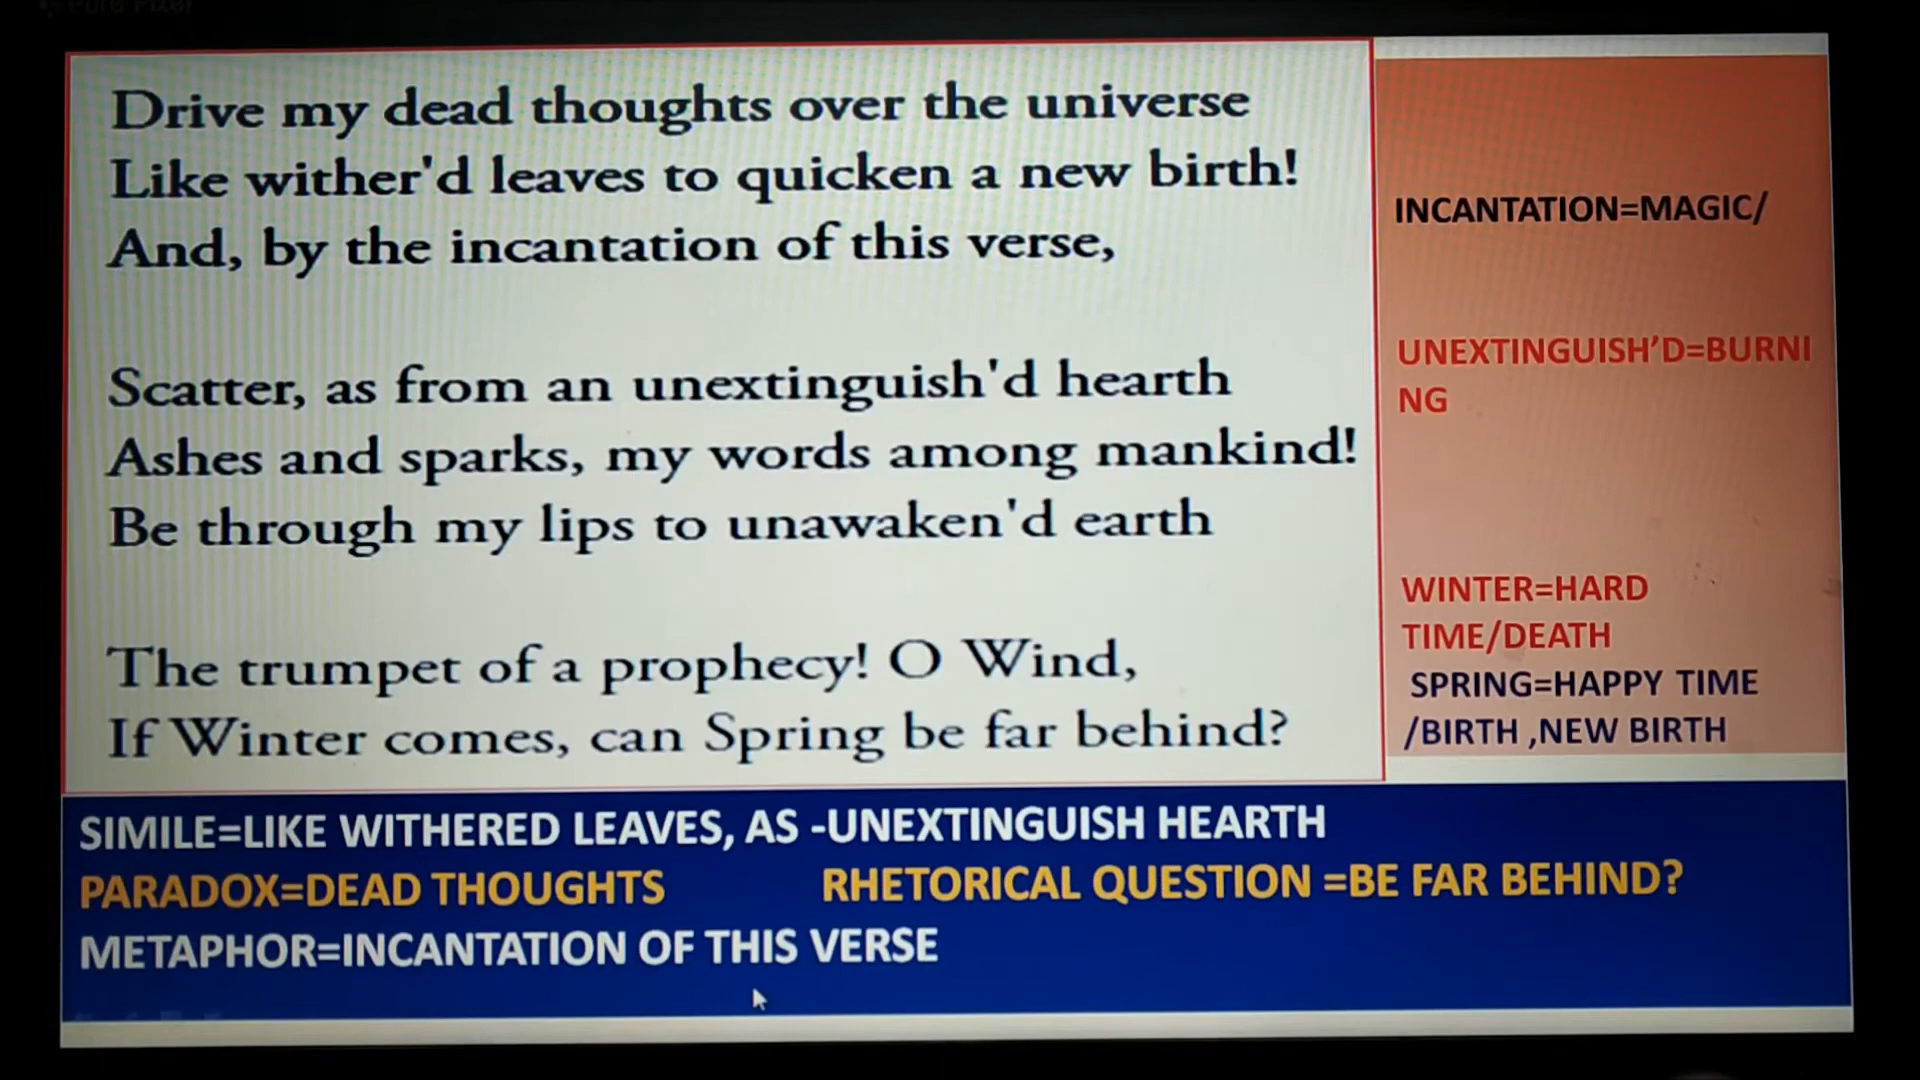 Drive my dead thoughts over the universe
Like wither'd leaves to quicken a new birth!
And, by the incantation of this verse,
Scatter, as from an unextinguish'd hearth
Ashes and sparks, my words among mankind!
Be through my lips to unawaken'd earth
The trumpet of a prophecy! O Wind,
If Winter comes, can Spring be far behind?
INCANTATION=MAGIC/
UNEXTINGUISH’D=BURNI
NG
WINTER=HARD
TIME/DEATH
SPRING=HAPPY TIME
/BIRTH ,NEW BIRTH
SIMILE=LIKE WITHERED LEAVES, AS -UNEXTINGUISH HEARTH
PARADOX=DEAD THOUGHTS RHETORICAL QUESTION =BE FAR BEHIND?
METAPHOR=INCANTATION OF THIS VERSE